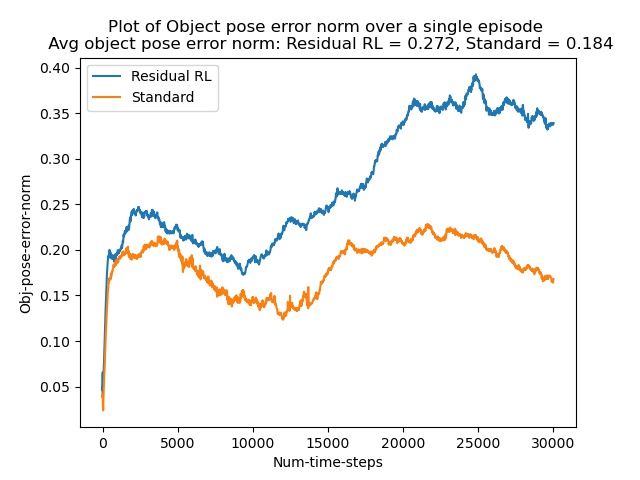 Plot of Object pose error norm over a single episode
Avg object pose error norm: Residual RL = 0.272, Standard = 0.184
Residual RL
Standard
Obj-pose-error-norm
0.40
0.35
0.30
0.25
0.20
0.15
0.10
0.05
0 5000 10000 15000 20000 25000 30000
Num-time-steps